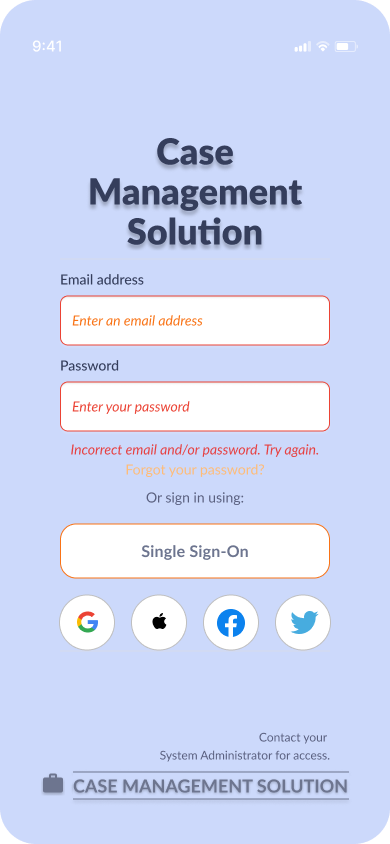 9:41
Case
Management
Solution
Email address
Enter an email address
Password
Enter your password
Incorrect email and/or password. Try again.
Forgot your password?
Or sign in using:
Single Sign-On
Contact your
System Administrator for access.
CASE MANAGEMENT SOLUTION